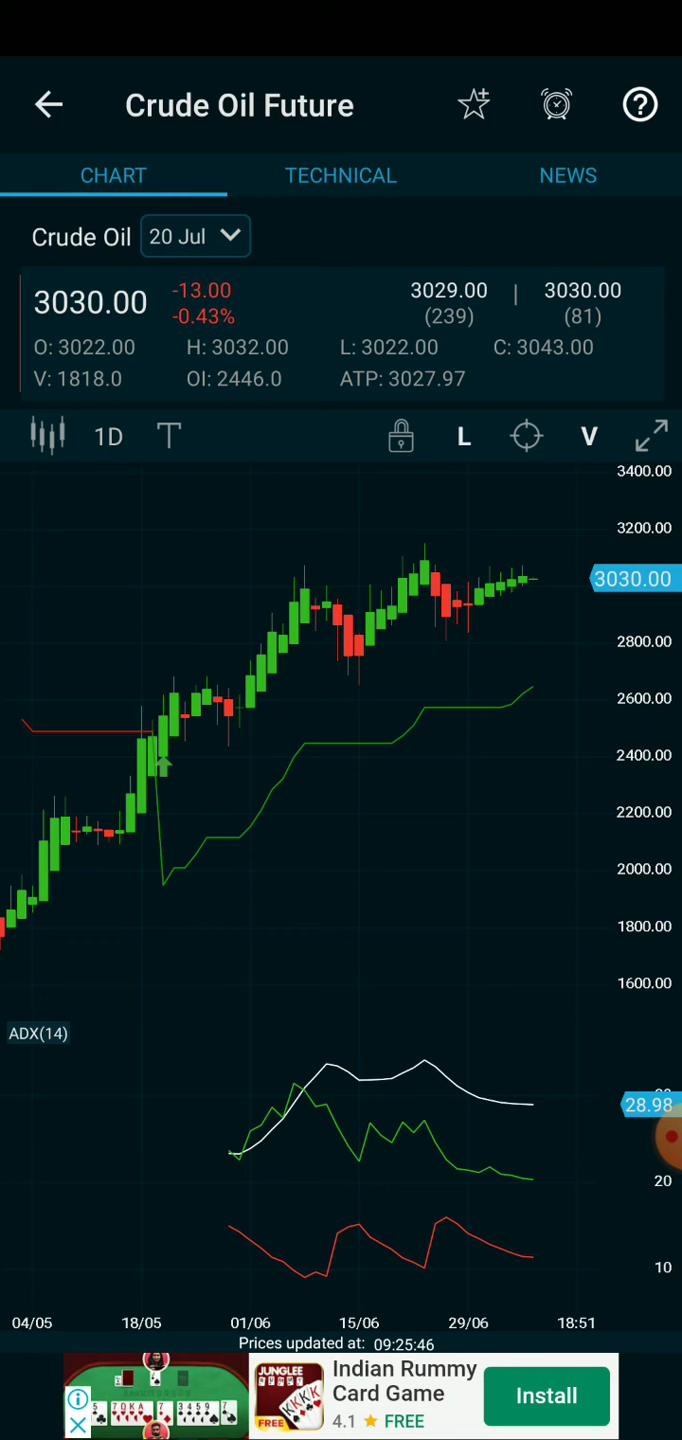 Crude Oil Future
CHART TECHNICAL NEWS
Crude Oil 20 Jul
3030.00 -13.00 3029.00 | 3030.00
-0.43% (239) (81)
O: 3022.00 H: 3032.00 L: 3022.00 C: 3043.00
V: 1818.0 OI: 2446.0 ATP: 3027.97
1D T L V
3400.00
3200.00
3030.00
2800.00
2600.00
2400.00
2200.00
2000.00
1800.00
1600.00
ADX(14)
28.98
20
10
04/05 18/05 01/06 15/06 29/06 18:51
Prices updated at: 09:25:46
JUNGLEE
FREE
Indian Rummy
Card Game
4.1 FREE
Install